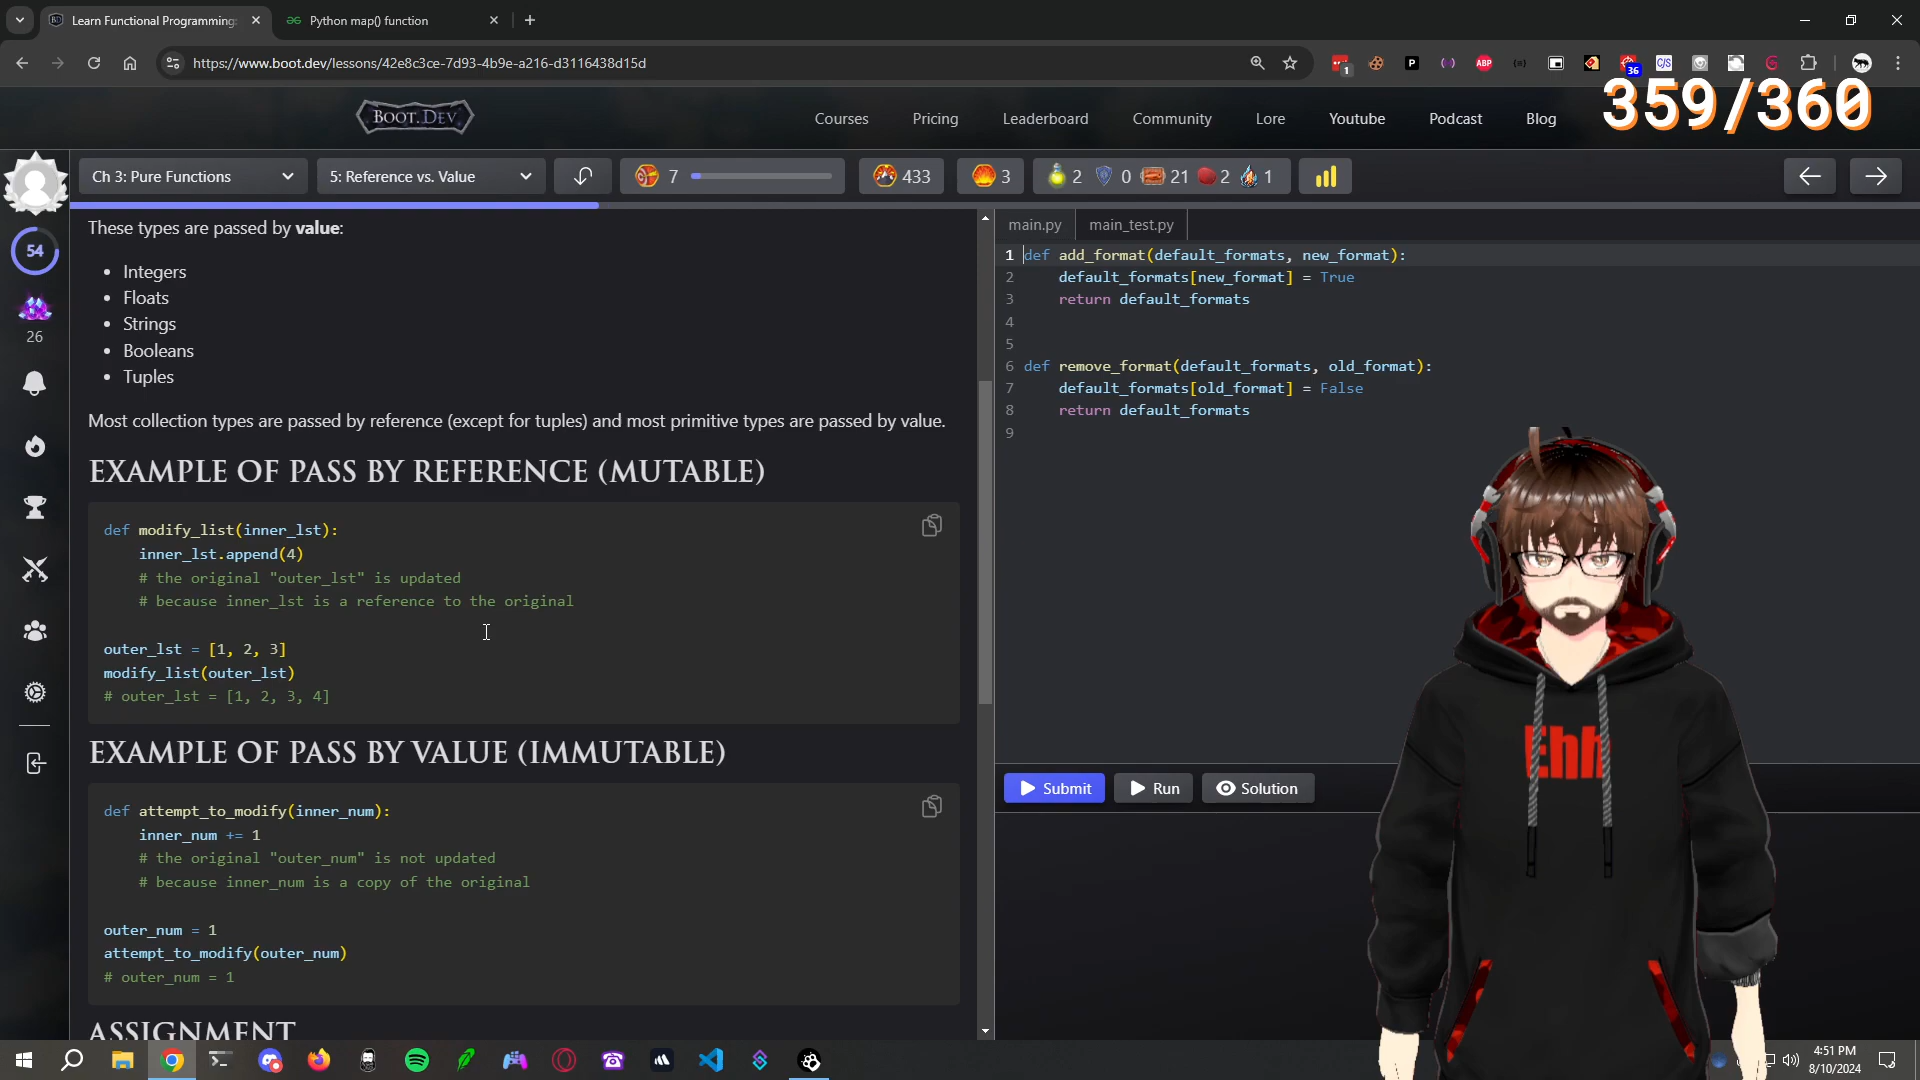 Learn Functional Programming
Python map() function
https://www.boot.dev/lessons/42e8c3ce-7d93-4b9e-a216-d3116438d15d
1
P
ABP
36
359/360
BOOT.DEV
Courses
Pricing
Leaderboard
Community
Lore
Youtube
Podcast
Blog
Ch 3: Pure Functions
5: Reference vs. Value
7
433
3
2
0
21
2
1
54
26
These types are passed by value:
• Integers
• Floats
• Strings
• Booleans
• Tuples
Most collection types are passed by reference (except for tuples) and most primitive types are passed by value.
EXAMPLE OF PASS BY REFERENCE (MUTABLE)
def modify_list(inner_lst):
    inner_lst.append(4)
    # the original "outer_lst" is updated
    # because inner_lst is a reference to the original
outer_lst = [1, 2, 3]
modify_list(outer_lst)
# outer_lst = [1, 2, 3, 4]
EXAMPLE OF PASS BY VALUE (IMMUTABLE)
def attempt_to_modify(inner_num):
    inner_num += 1
    # the original "outer_num" is not updated
    # because inner_num is a copy of the original
outer_num = 1
attempt_to_modify(outer_num)
# outer_num = 1
ASSIGNMENT
main.py
main_test.py
1 def add_format(default_formats, new_format):
2     default_formats[new_format] = True
3     return default_formats
4
5
6 def remove_format(default_formats, old_format):
7     default_formats[old_format] = False
8     return default_formats
9
Submit
Run
Solution
Ehh
4:51 PM
8/10/2024